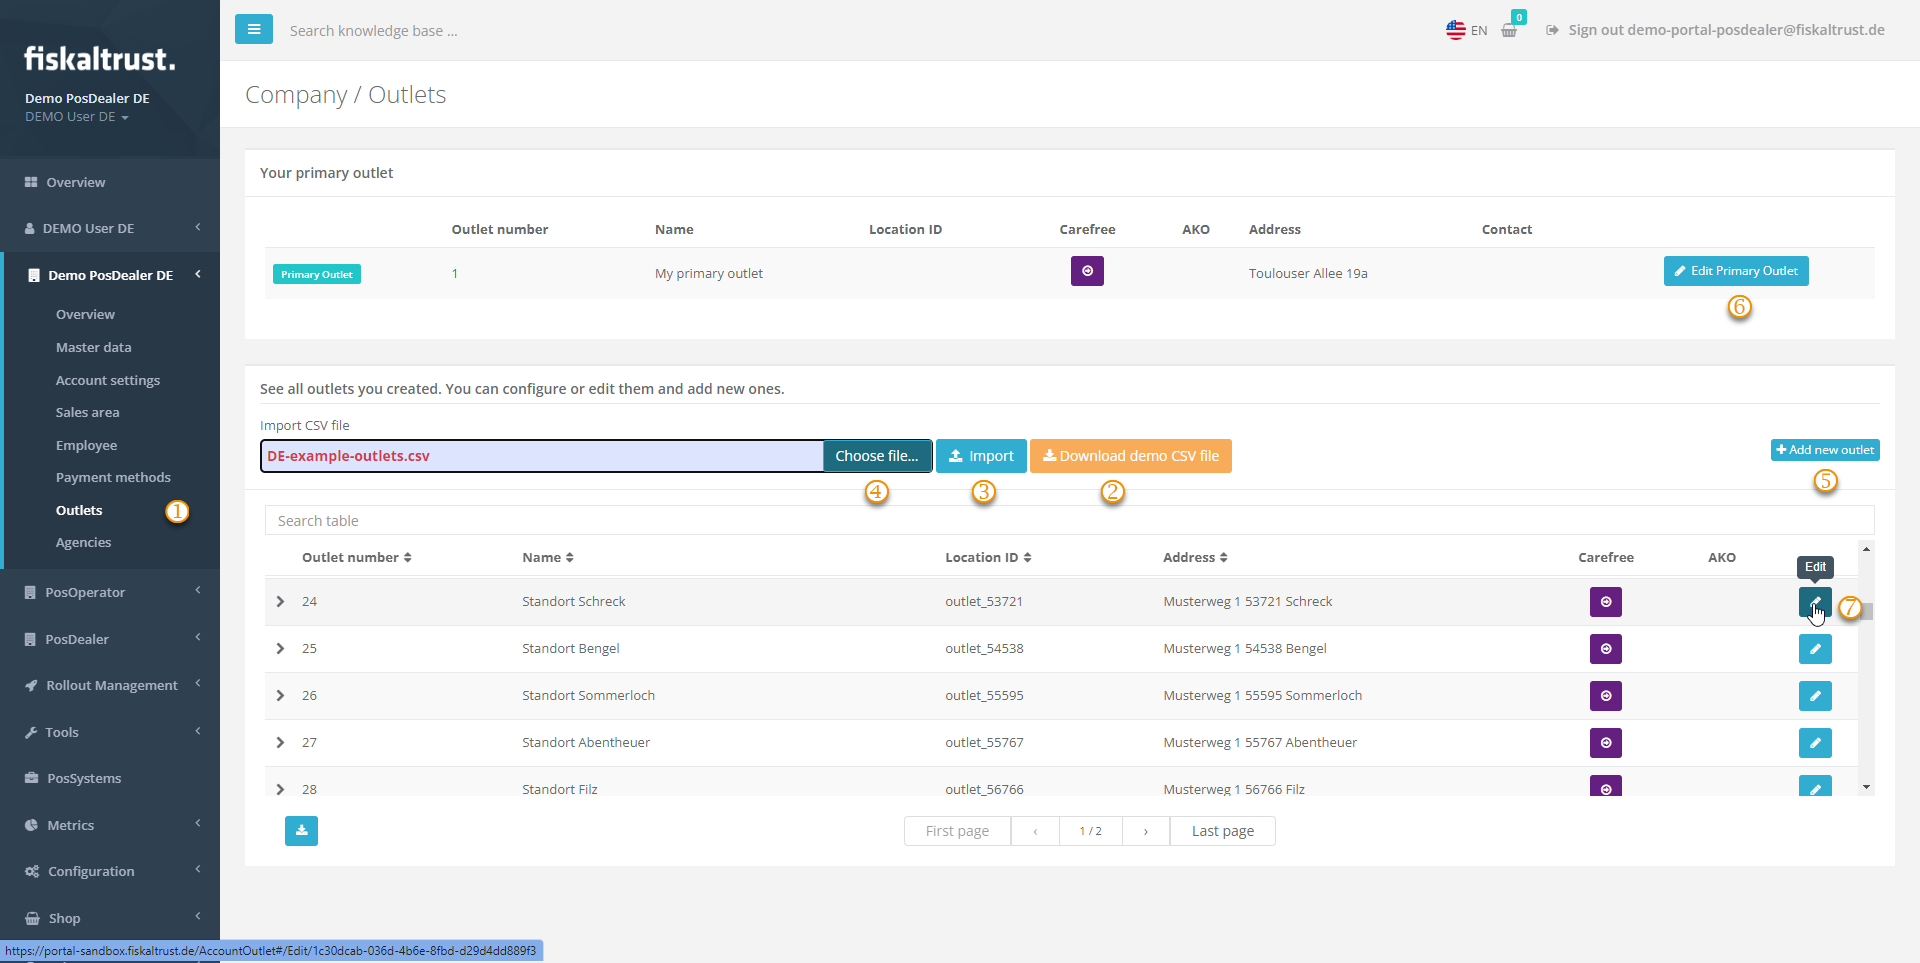 fiskaltrust.
Demo PosDealer DE
DEMO User DE
Overview
DEMO User DE
Demo PosDealer DE
Overview
Master data
Account settings
Sales area
Employee
Payment methods
Outlets 1
Agencies
PosOperator
PosDealer
Rollout Management
Tools
PosSystems
Metrics
Configuration
Shop
https://portal-sandbox.fiskaltrust.de/AccountOutlet#/Edit/1c30dcab-036d-4b6e-8fbd-d29d4dd889f3
Search knowledge base ...
EN 0 Sign out demo-portal-posdealer@fiskaltrust.de
Company / Outlets
Your primary outlet
Outlet number Name Location ID Carefree AKO Address Contact
Primary Outlet 1 My primary outlet Toulouser Allee 19a Edit Primary Outlet
6
See all outlets you created. You can configure or edit them and add new ones.
Import CSV file
DE-example-outlets.csv Choose file... Import Download demo CSV file + Add new outlet
4 3 2 5
Search table
Outlet number Name Location ID Address Carefree AKO
Edit
24 Standort Schreck outlet_53721 Musterweg 1 53721 Schreck 7
25 Standort Bengel outlet_54538 Musterweg 1 54538 Bengel
26 Standort Sommerloch outlet_55595 Musterweg 1 55595 Sommerloch
27 Standort Abentheuer outlet_55767 Musterweg 1 55767 Abentheuer
28 Standort Filz outlet_56766 Musterweg 1 56766 Filz
First page ‹ 1 / 2 › Last page